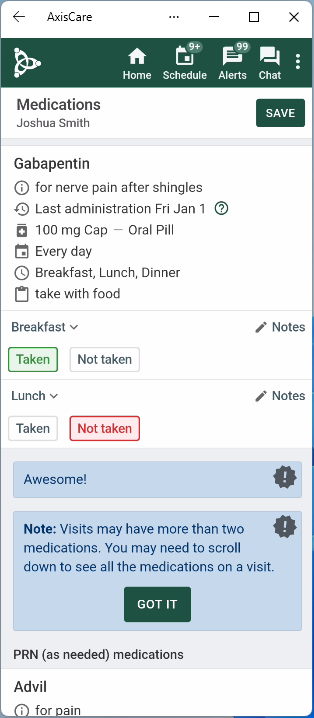 AxisCare
9+
99
Home
Schedule
Alerts
Chat
Medications
Joshua Smith
SAVE
Gabapentin
for nerve pain after shingles
Last administration Fri Jan 1
100 mg Cap — Oral Pill
Every day
Breakfast, Lunch, Dinner
take with food
Breakfast
Notes
Taken
Not taken
Lunch
Notes
Taken
Not taken
Awesome!
Note: Visits may have more than two
medications. You may need to scroll
down to see all the medications on a visit.
GOT IT
PRN (as needed) medications
Advil
for pain